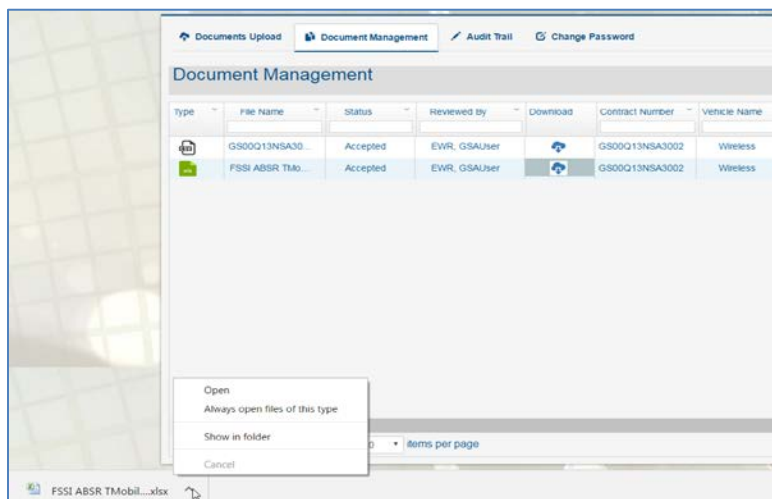 Documents Upload Document Management Audit Trail Change Password
Document Management
Type File Name Status Reviewed By Download Contract Number Vehicle Name
GS00Q13NSA30... Accepted EWR, GSAUser GS00Q13NSA3002 Wireless
FSSI ABSR TMo... Accepted EWR, GSAUser GS00Q13NSA3002 Wireless
Open
Always open files of this type
Show in folder
0 items per page
Cancel
FSSI ABSR TMobil....xlsx